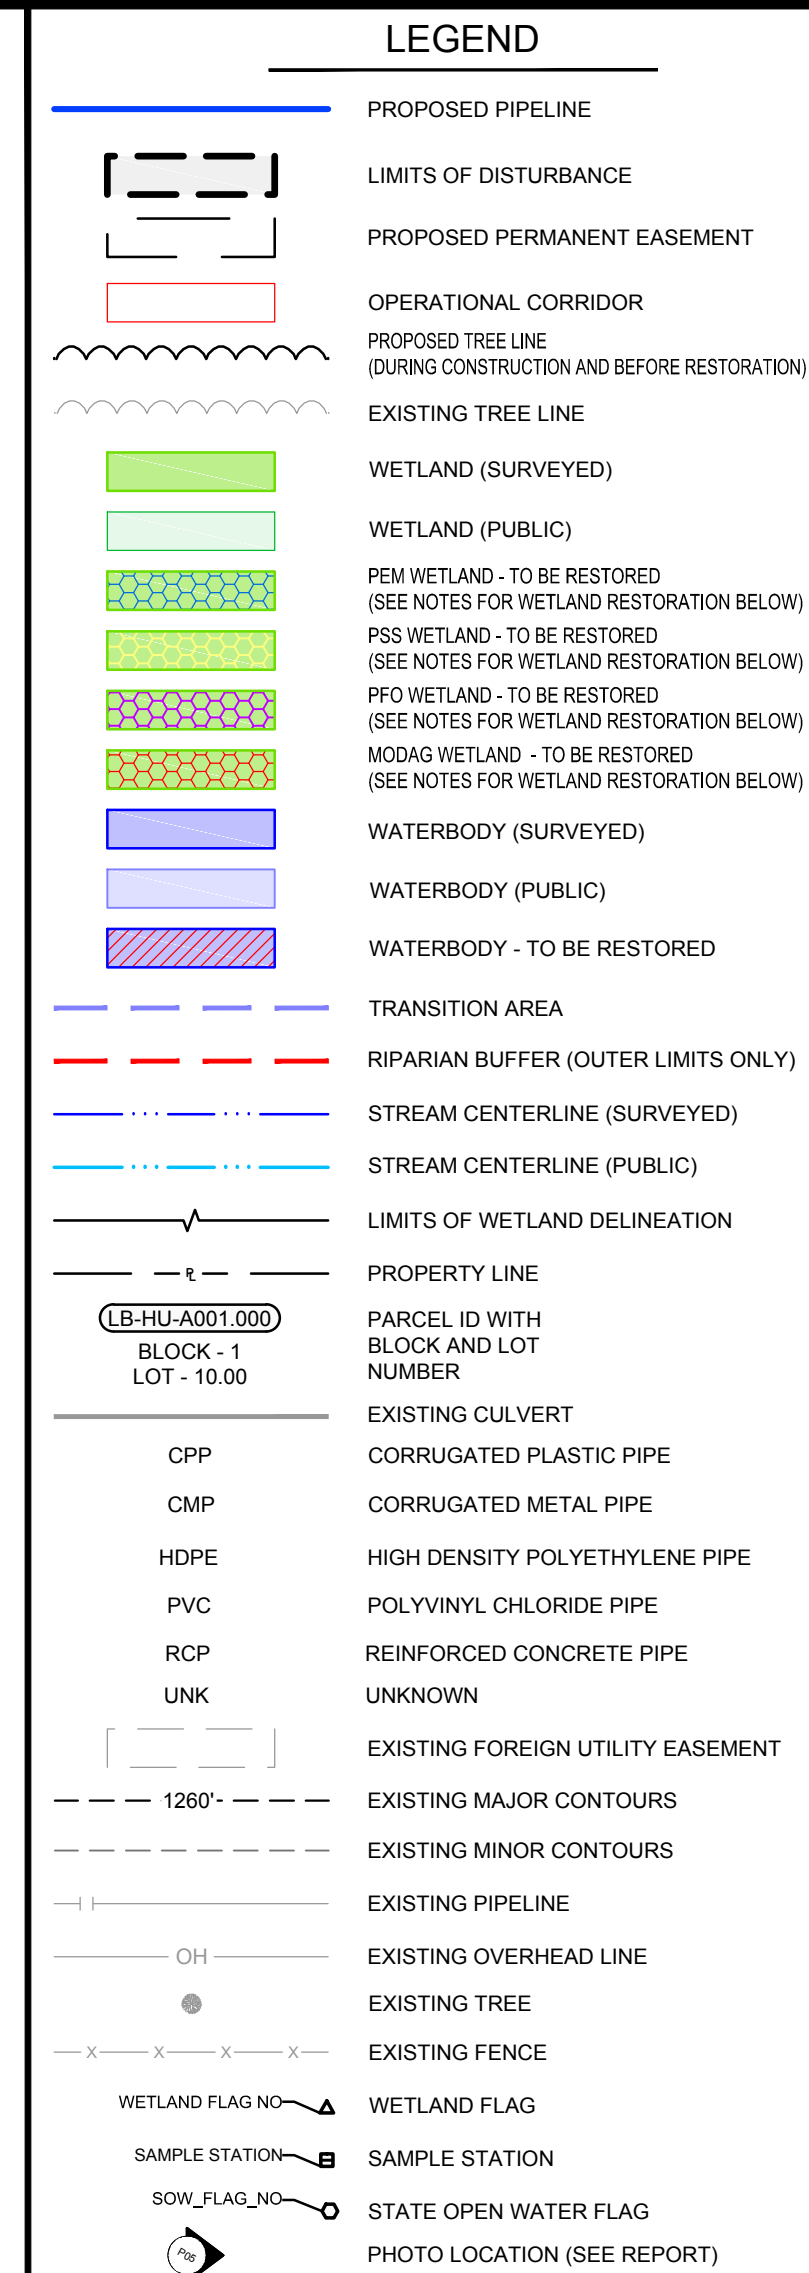 LEGEND
PROPOSED PIPELINE
LIMITS OF DISTURBANCE
PROPOSED PERMANENT EASEMENT
OPERATIONAL CORRIDOR
PROPOSED TREE LINE
(DURING CONSTRUCTION AND BEFORE RESTORATION)
EXISTING TREE LINE
WETLAND (SURVEYED)
WETLAND (PUBLIC)
PEM WETLAND - TO BE RESTORED
(SEE NOTES FOR WETLAND RESTORATION BELOW)
PSS WETLAND - TO BE RESTORED
(SEE NOTES FOR WETLAND RESTORATION BELOW)
PFO WETLAND - TO BE RESTORED
(SEE NOTES FOR WETLAND RESTORATION BELOW)
MODAG WETLAND - TO BE RESTORED
(SEE NOTES FOR WETLAND RESTORATION BELOW)
WATERBODY (SURVEYED)
WATERBODY (PUBLIC)
WATERBODY - TO BE RESTORED
TRANSITION AREA
RIPARIAN BUFFER (OUTER LIMITS ONLY)
STREAM CENTERLINE (SURVEYED)
STREAM CENTERLINE (PUBLIC)
LIMITS OF WETLAND DELINEATION
PL PROPERTY LINE
LB-HU-A001.000
BLOCK - 1
LOT - 10.00
PARCEL ID WITH
BLOCK AND LOT
NUMBER
EXISTING CULVERT
CPP CORRUGATED PLASTIC PIPE
CMP CORRUGATED METAL PIPE
HDPE HIGH DENSITY POLYETHYLENE PIPE
PVC POLYVINYL CHLORIDE PIPE
RCP REINFORCED CONCRETE PIPE
UNK UNKNOWN
EXISTING FOREIGN UTILITY EASEMENT
1260' EXISTING MAJOR CONTOURS
EXISTING MINOR CONTOURS
EXISTING PIPELINE
OH EXISTING OVERHEAD LINE
EXISTING TREE
X X X X EXISTING FENCE
WETLAND FLAG NO WETLAND FLAG
SAMPLE STATION SAMPLE STATION
SOW_FLAG_NO STATE OPEN WATER FLAG
P05 PHOTO LOCATION (SEE REPORT)